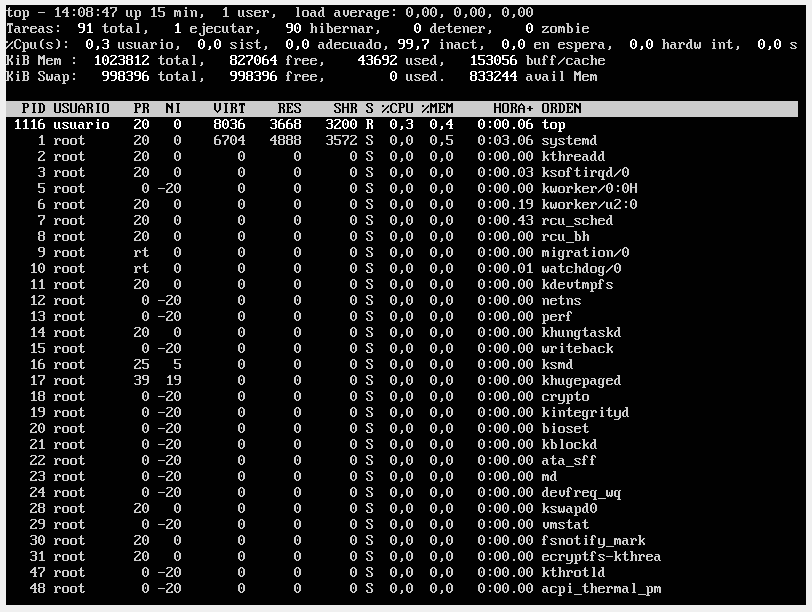 top - 14:08:47 up 15 min,  1 user,  load average: 0,00, 0,00, 0,00
Tareas:  91 total,   1 ejecutar,   90 hibernar,    0 detener,    0 zombie
%Cpu(s):  0,3 usuario,  0,0 sist,  0,0 adecuado, 99,7 inact,  0,0 en espera,  0,0 hardw int,  0,0 s
KiB Mem :  1023812 total,   827064 free,    43692 used,   153056 buff/cache
KiB Swap:   998396 total,   998396 free,        0 used.   833244 avail Mem
PID USUARIO   PR  NI    VIRT    RES    SHR S %CPU %MEM     HORA+ ORDEN
1116 usuario   20   0    8036   3668   3200 R  0,3  0,4   0:00.06 top
1 root      20   0    6704   4888   3572 S  0,0  0,5   0:03.06 systemd
2 root      20   0       0      0      0 S  0,0  0,0   0:00.00 kthreadd
3 root      20   0       0      0      0 S  0,0  0,0   0:00.03 ksoftirqd/0
5 root       0 -20       0      0      0 S  0,0  0,0   0:00.00 kworker/0:0H
6 root      20   0       0      0      0 S  0,0  0,0   0:00.19 kworker/u2:0
7 root      20   0       0      0      0 S  0,0  0,0   0:00.43 rcu_sched
8 root      20   0       0      0      0 S  0,0  0,0   0:00.00 rcu_bh
9 root      rt   0       0      0      0 S  0,0  0,0   0:00.00 migration/0
10 root      rt   0       0      0      0 S  0,0  0,0   0:00.01 watchdog/0
11 root      20   0       0      0      0 S  0,0  0,0   0:00.00 kdevtmpfs
12 root       0 -20       0      0      0 S  0,0  0,0   0:00.00 netns
13 root       0 -20       0      0      0 S  0,0  0,0   0:00.00 perf
14 root      20   0       0      0      0 S  0,0  0,0   0:00.00 khungtaskd
15 root       0 -20       0      0      0 S  0,0  0,0   0:00.00 writeback
16 root      25   5       0      0      0 S  0,0  0,0   0:00.00 ksmd
17 root      39  19       0      0      0 S  0,0  0,0   0:00.00 khugepaged
18 root       0 -20       0      0      0 S  0,0  0,0   0:00.00 crypto
19 root       0 -20       0      0      0 S  0,0  0,0   0:00.00 kintegrityd
20 root       0 -20       0      0      0 S  0,0  0,0   0:00.00 bioset
21 root       0 -20       0      0      0 S  0,0  0,0   0:00.00 kblockd
22 root       0 -20       0      0      0 S  0,0  0,0   0:00.00 ata_sff
23 root       0 -20       0      0      0 S  0,0  0,0   0:00.00 md
24 root       0 -20       0      0      0 S  0,0  0,0   0:00.00 devfreq_wq
28 root      20   0       0      0      0 S  0,0  0,0   0:00.00 kswapd0
29 root       0 -20       0      0      0 S  0,0  0,0   0:00.00 vmstat
30 root      20   0       0      0      0 S  0,0  0,0   0:00.00 fsnotify_mark
31 root      20   0       0      0      0 S  0,0  0,0   0:00.00 ecryptfs-kthrea
47 root       0 -20       0      0      0 S  0,0  0,0   0:00.00 kthrotld
48 root       0 -20       0      0      0 S  0,0  0,0   0:00.00 acpi_thermal_pm